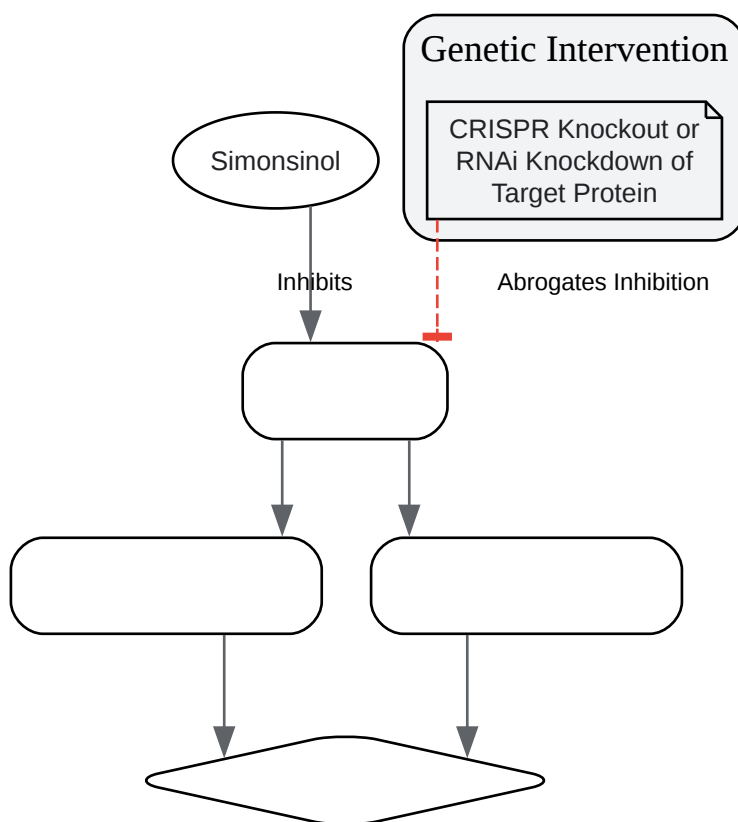 Genetic Intervention
CRISPR Knockout or
RNAi Knockdown of
Target Protein
Simonsinol
Inhibits
Abrogates Inhibition